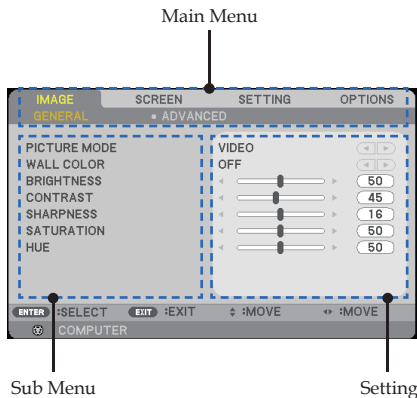 Main Menu
IMAGE SCREEN SETTING OPTIONS
GENERAL • ADVANCED
PICTURE MODE VIDEO
WALL COLOR OFF
BRIGHTNESS 50
CONTRAST 45
SHARPNESS 16
SATURATION 50
HUE 50
ENTER :SELECT EXIT :EXIT :MOVE :MOVE
COMPUTER
Sub Menu Setting